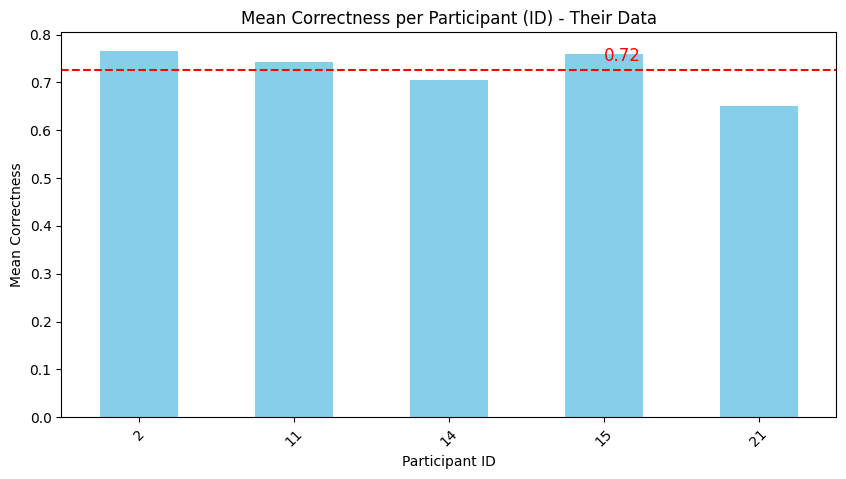 Mean Correctness per Participant (ID) - Their Data
0.8
0.72
0.7
0.6
0.5
0.4
0.3
0.2
0.1
0.0
Mean Correctness
2 11 14 15 21
Participant ID